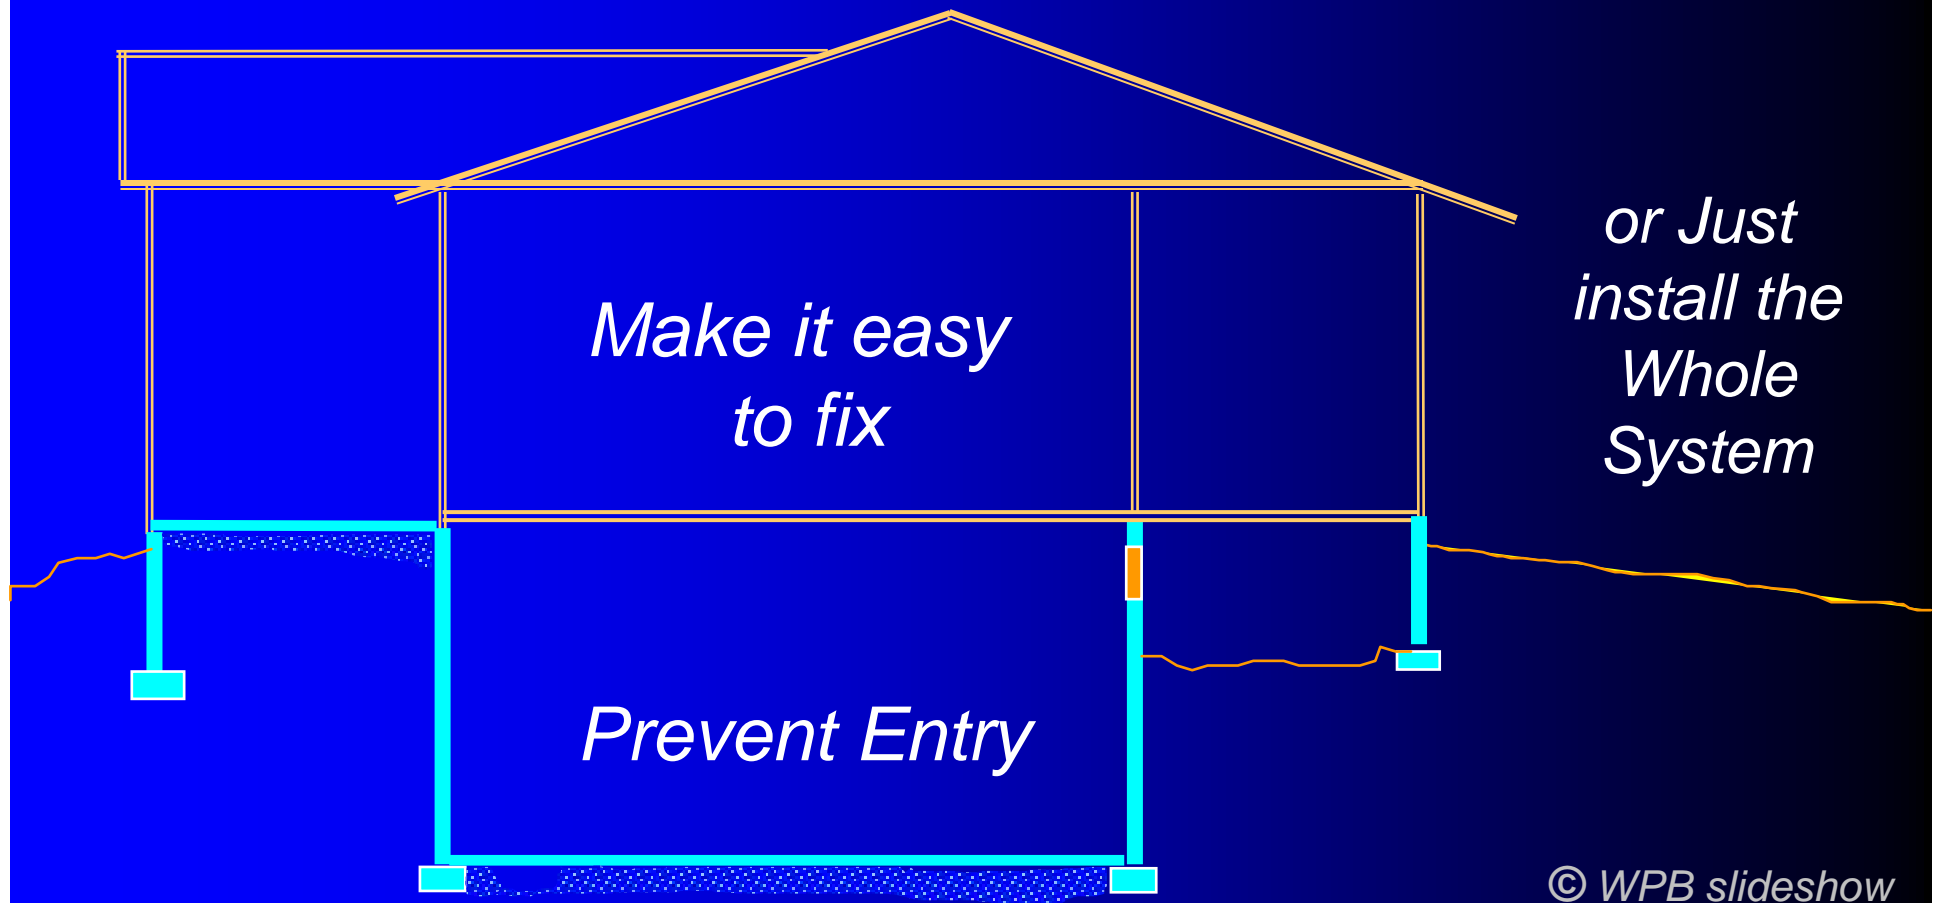 Make it easy
to fix
or Just
install the
Whole
System
Prevent Entry
© WPB slideshow